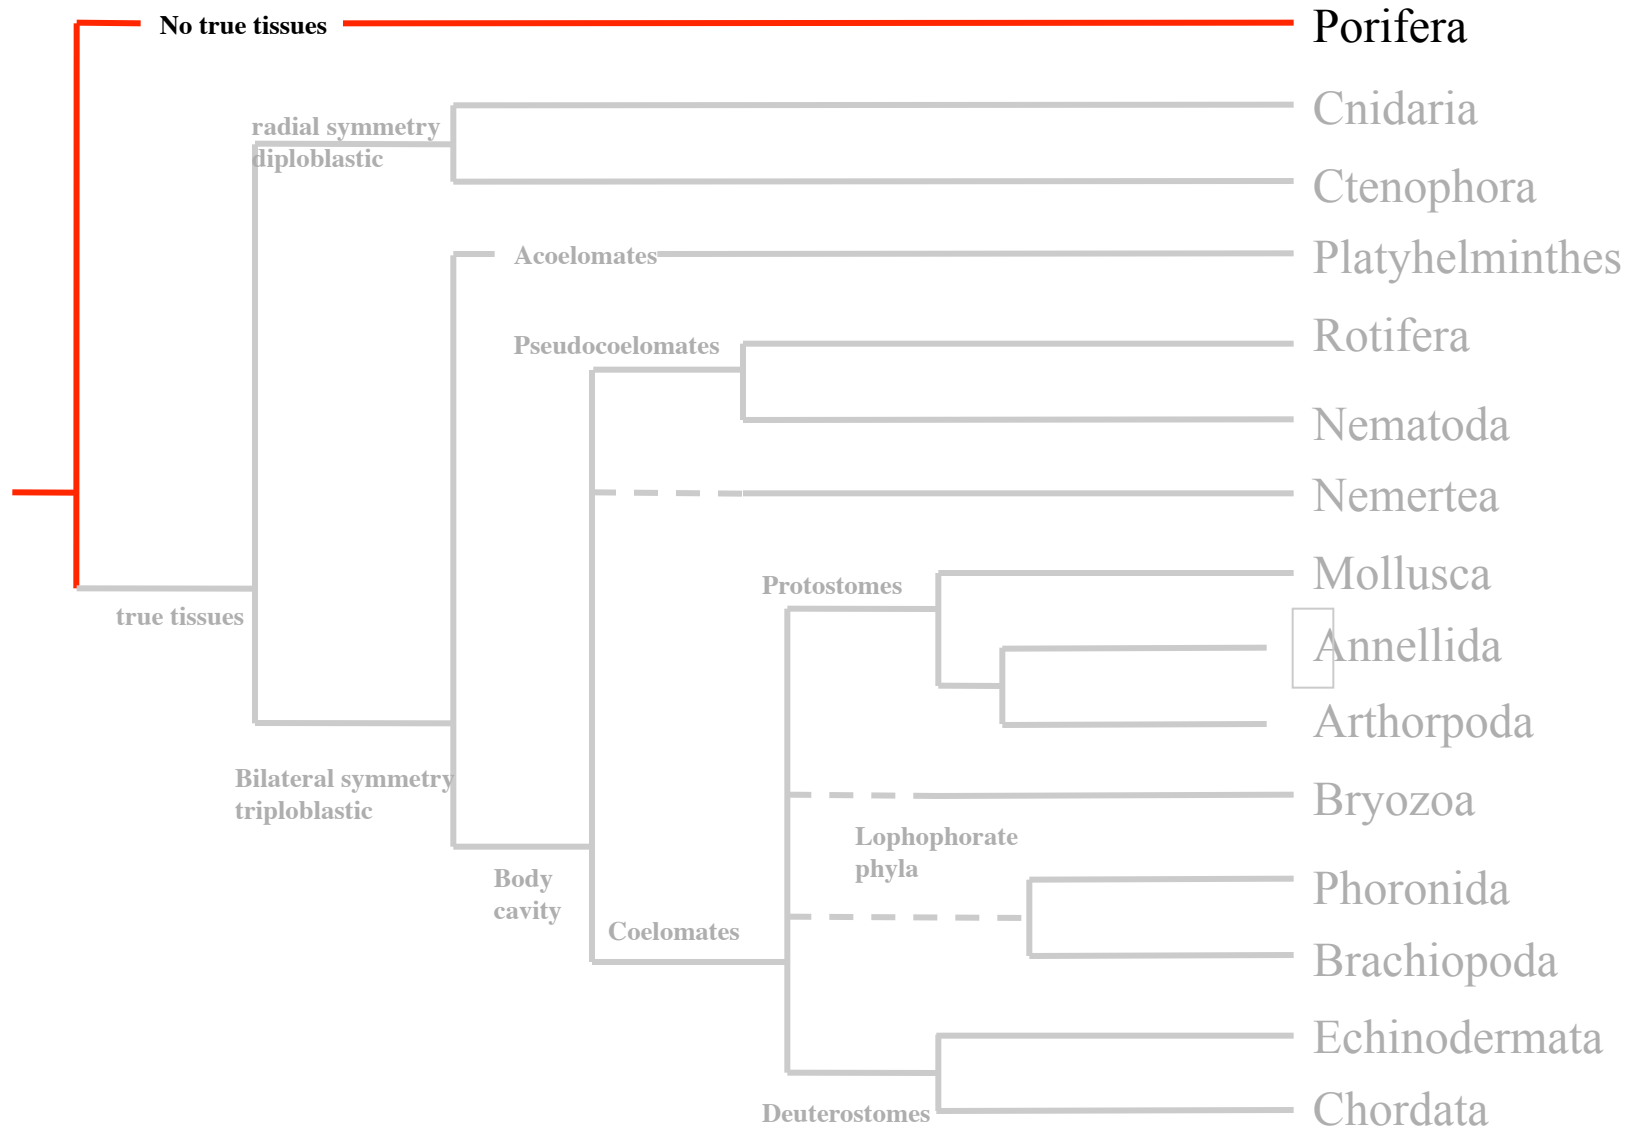 No true tissues
Porifera
radial symmetry
diploblastic
Cnidaria
Ctenophora
Acoelomates
Platyhelminthes
Pseudocoelomates
Rotifera
Nematoda
Nemertea
Protostomes
Mollusca
true tissues
Annellida
Arthorpoda
Bilateral symmetry
triploblastic
Bryozoa
Lophophorate
phyla
Body
cavity
Phoronida
Coelomates
Brachiopoda
Echinodermata
Deuterostomes
Chordata